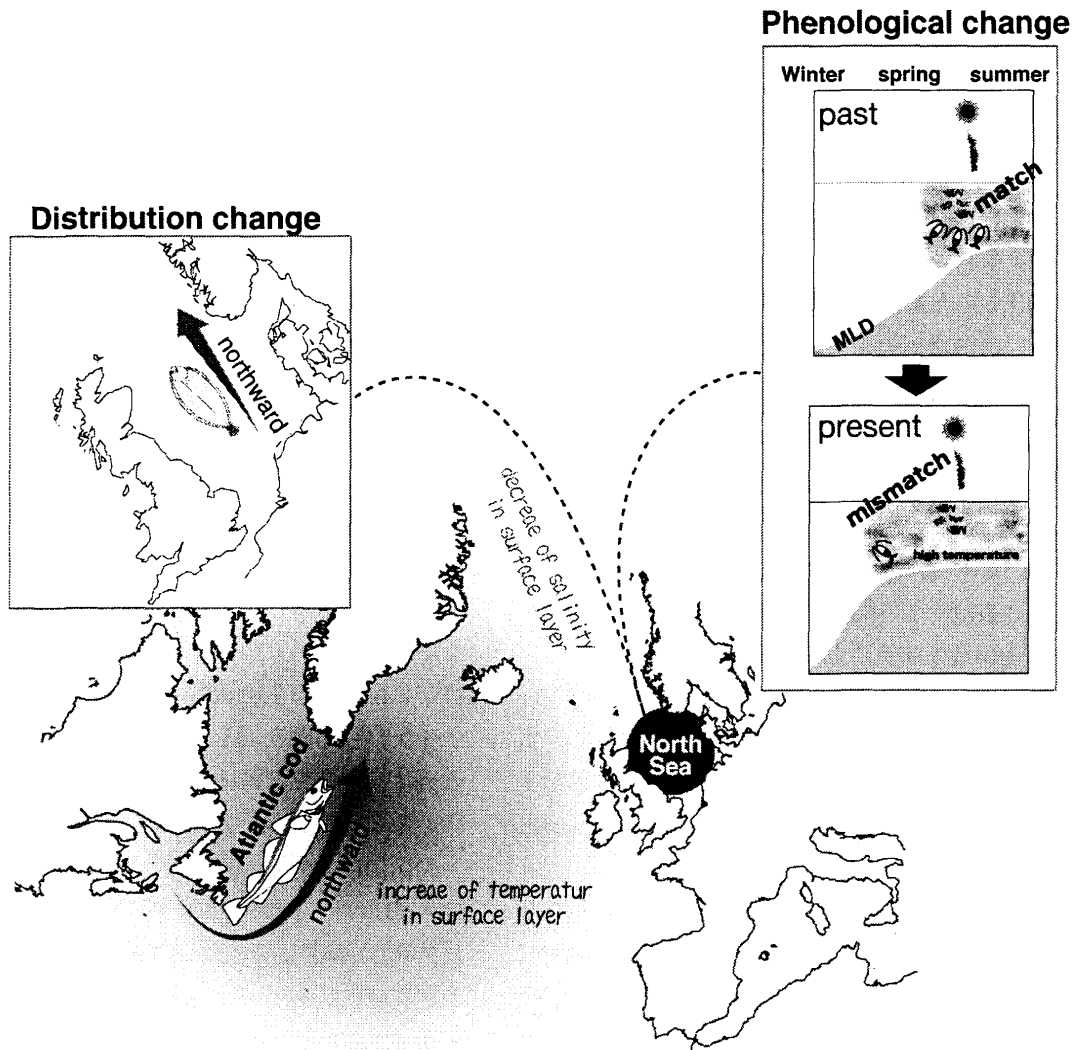 Phenological change
Winter spring summer
past
match
MLD
present
mismatch
high temperature
Distribution change
northward
decreae of salinity
in surface layer
North
Sea
Atlantic cod
northward
increae of temperatur
in surface layer